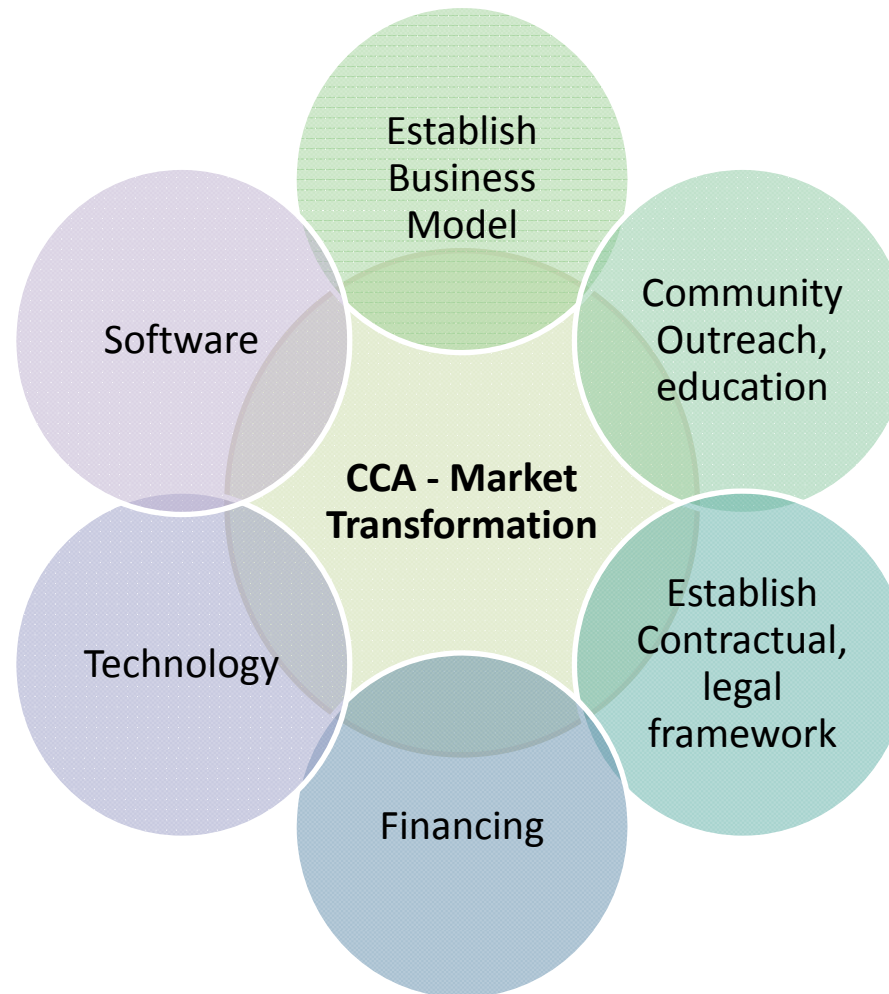 Establish
Business
Model
Community
Outreach,
education
Software
CCA - Market
Transformation
Establish
Contractual,
legal
framework
Technology
Financing